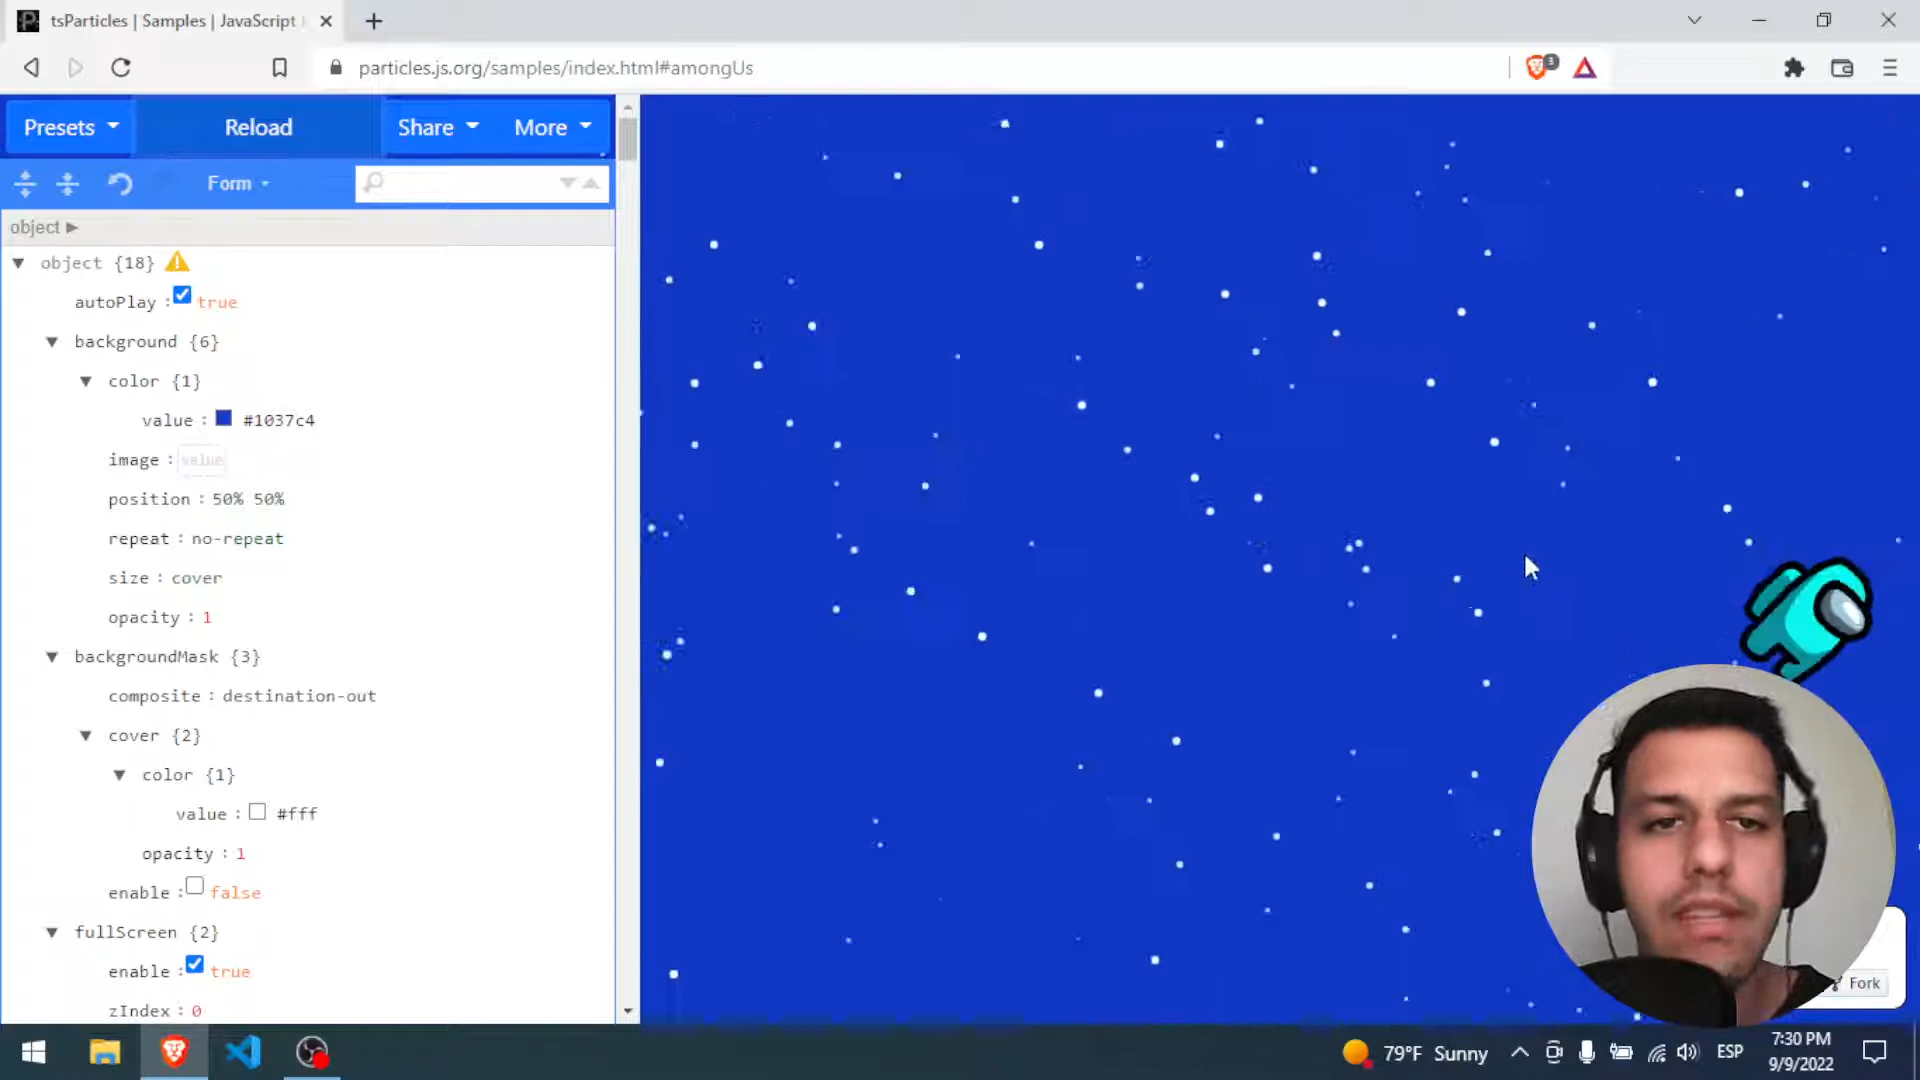 tsParticles | Samples | JavaScript
particles.js.org/samples/index.html#amongUs
3
Presets
Reload
Share
More
Form
object
object {18}
autoPlay : true
background {6}
color {1}
value : #1037c4
image : value
position : 50% 50%
repeat : no-repeat
size : cover
opacity : 1
backgroundMask {3}
composite : destination-out
cover {2}
color {1}
value : #fff
opacity : 1
enable : false
fullScreen {2}
enable : true
zIndex : 0
Fork
79°F Sunny
ESP
7:30 PM
9/9/2022